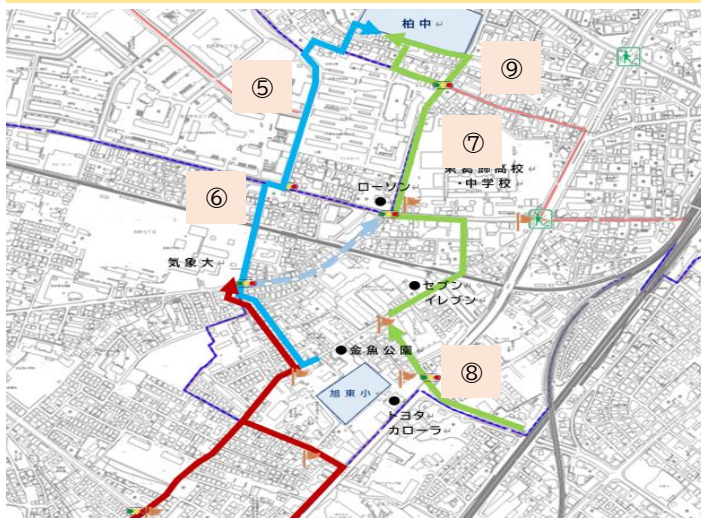 柏中
⑨
⑤
⑦
東葛飾高校
・中学校
ローソン
⑥
気象大
セブン
イレブン
金魚公園
⑧
旭東小
トヨタ
カローラ